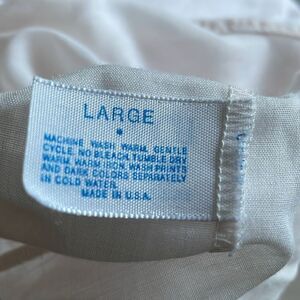 LARGE
MACHINE WASH WARM, GENTLE
CYCLE. NO BLEACH. TUMBLE DRY
WARM. WARM IRON. WASH PRINTS
AND DARK COLORS SEPARATELY
IN COLD WATER.
MADE IN U.S.A.